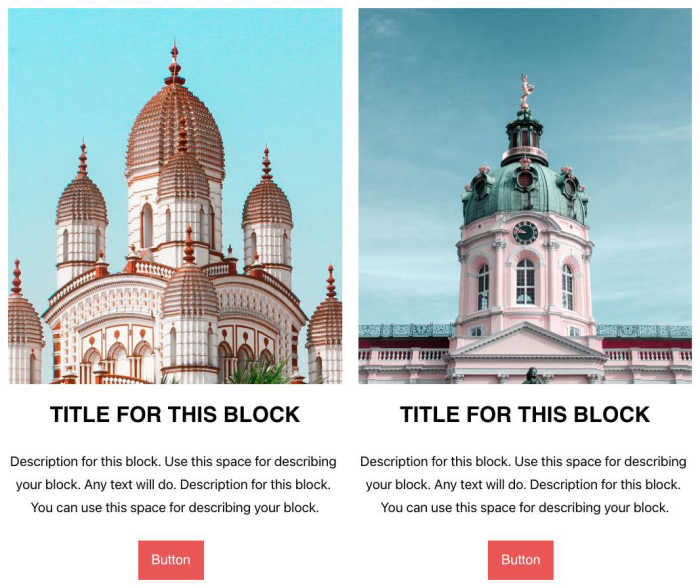 TITLE FOR THIS BLOCK
Description for this block. Use this space for describing
your block. Any text will do. Description for this block.
You can use this space for describing your block.
Button
TITLE FOR THIS BLOCK
Description for this block. Use this space for describing
your block. Any text will do. Description for this block.
You can use this space for describing your block.
Button